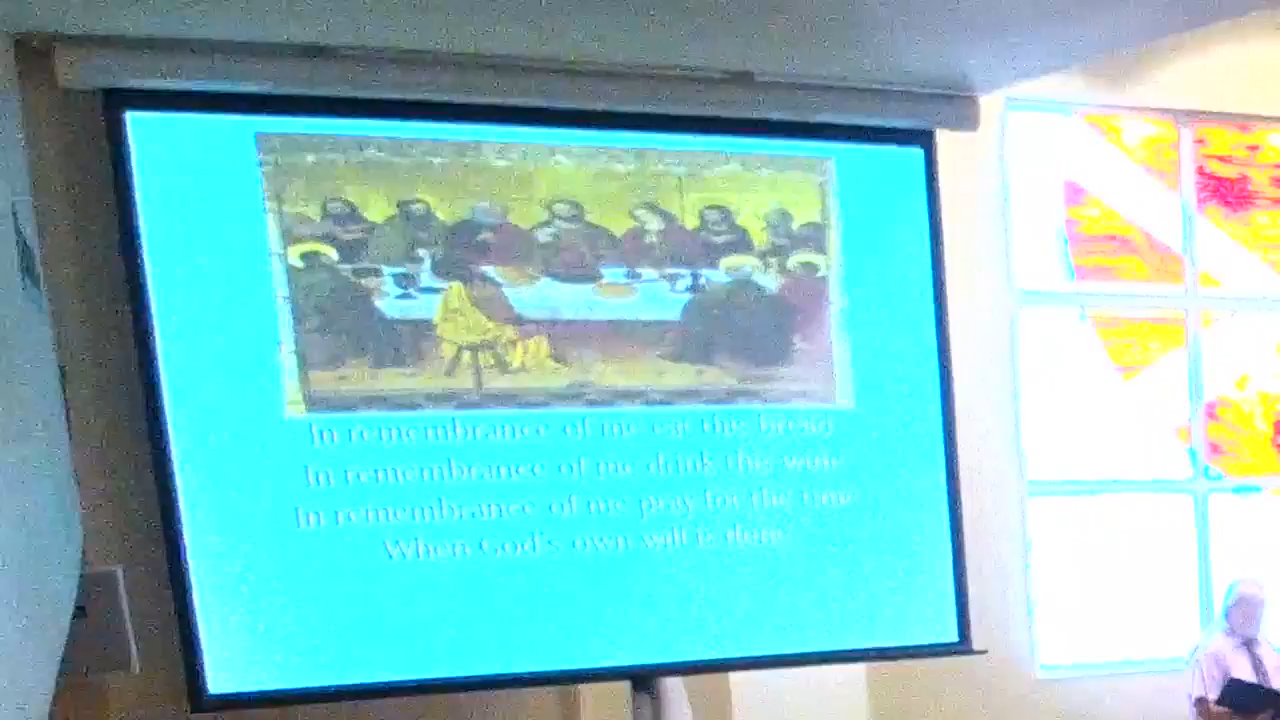 In remembrance of me eat this bread
In remembrance of me drink this wine
In remembrance of me pray for the time
When God's own will is done